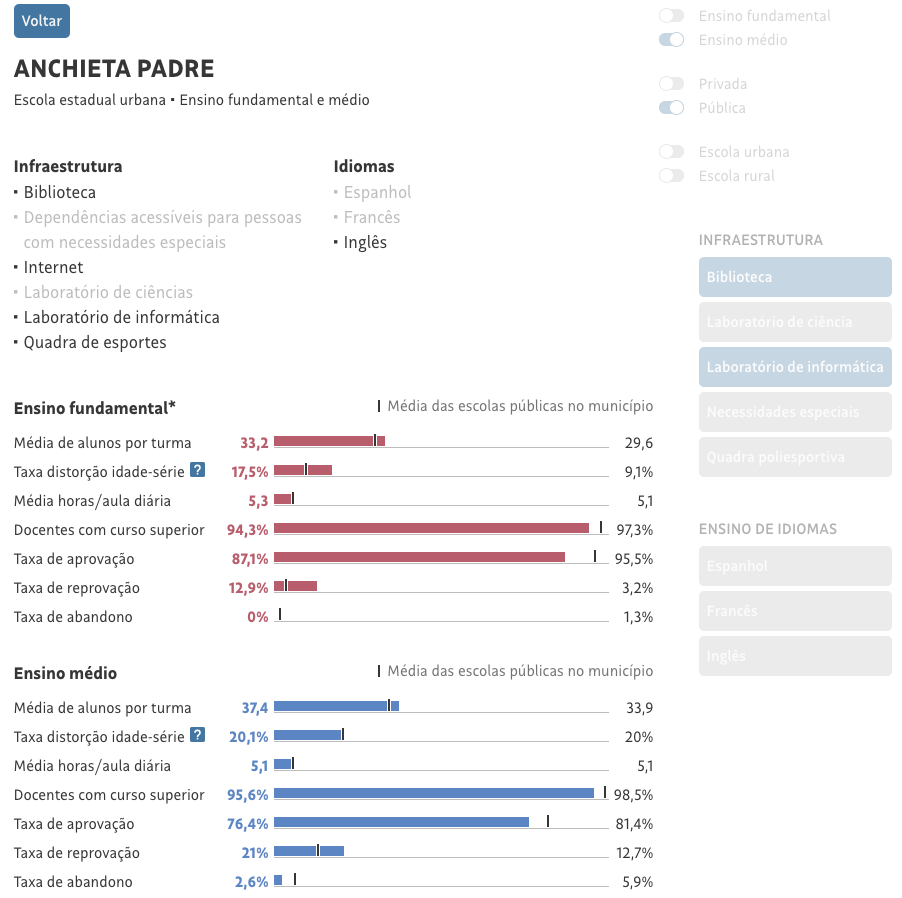 Voltar
ANCHIETA PADRE
Escola estadual urbana • Ensino fundamental e médio
Infraestrutura
• Biblioteca
• Dependências acessíveis para pessoas
com necessidades especiais
• Internet
• Laboratório de ciências
• Laboratório de informática
• Quadra de esportes
Idiomas
• Espanhol
• Francês
• Inglês
Ensino fundamental* Média das escolas públicas no município
Média de alunos por turma 33,2 29,6
Taxa distorção idade-série ? 17,5% 9,1%
Média horas/aula diária 5,3 5,1
Docentes com curso superior 94,3% 97,3%
Taxa de aprovação 87,1% 95,5%
Taxa de reprovação 12,9% 3,2%
Taxa de abandono 0% 1,3%
Ensino médio Média das escolas públicas no município
Média de alunos por turma 37,4 33,9
Taxa distorção idade-série ? 20,1% 20%
Média horas/aula diária 5,1 5,1
Docentes com curso superior 95,6% 98,5%
Taxa de aprovação 76,4% 81,4%
Taxa de reprovação 21% 12,7%
Taxa de abandono 2,6% 5,9%
Ensino fundamental
Ensino médio
Privada
Pública
Escola urbana
Escola rural
INFRAESTRUTURA
Biblioteca
Laboratório de ciência
Laboratório de informática
Necessidades especiais
Quadra poliesportiva
ENSINO DE IDIOMAS
Espanhol
Francês
Inglês